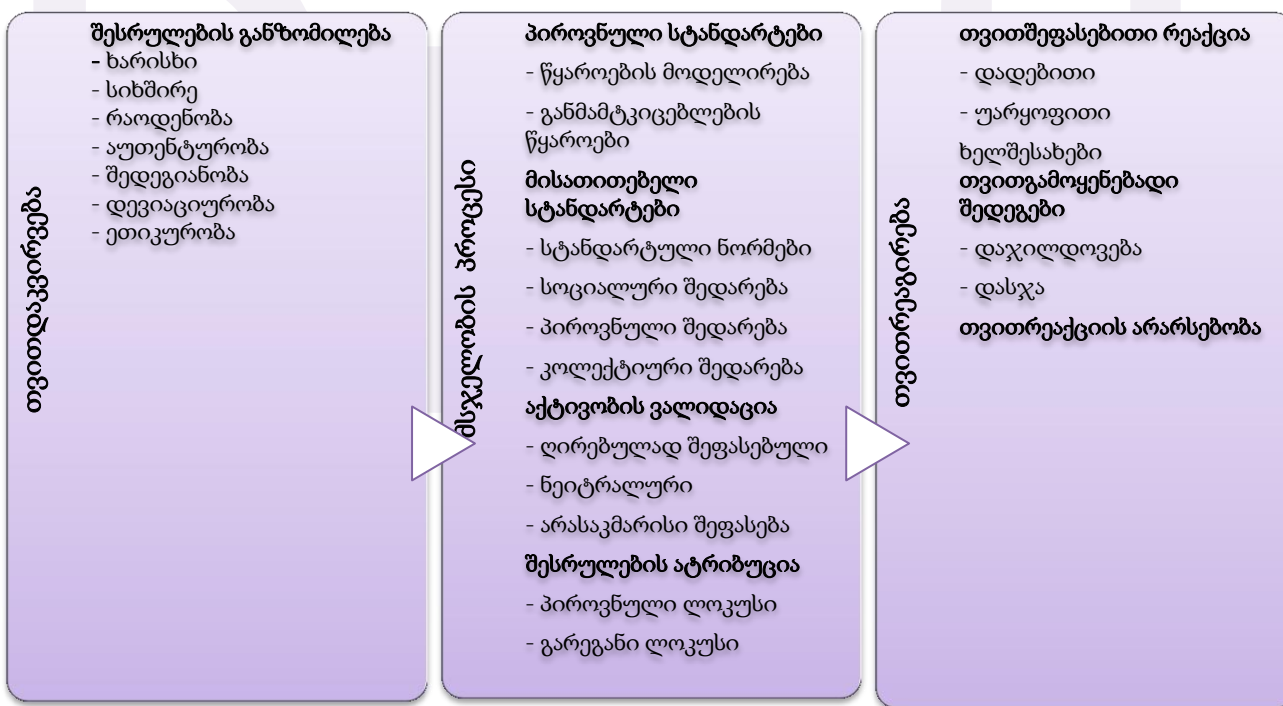 თვითდაკვირვება
შესრულების განზომილება
- ხარისხი
- სიხშირე
- რაოდენობა
- აუთენტურობა
- შედეგიანობა
- დევიაციურობა
- ეთიკურობა
მსჯელობის პროცესი
პიროვნული სტანდარტები
- წყაროების მოდელირება
- განმამტკიცებლების
წყაროები
მისათითებელი
სტანდარტები
- სტანდარტული ნორმები
- სოციალური შედარება
- პიროვნული შედარება
- კოლექტიური შედარება
აქტივობის ვალიდაცია
- ღირებულად შეფასებული
- ნეიტრალური
- არასაკმარისი შეფასება
შესრულების ატრიბუცია
- პიროვნული ლოკუსი
- გარეგანი ლოკუსი
თვითრეაგირება
თვითშეფასებითი რეაქცია
- დადებითი
- უარყოფითი
ხელშესახები
თვითგამოყენებადი
შედეგები
- დაჯილდოვება
- დასჯა
თვითრეაქციის არარსებობა